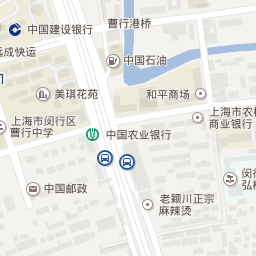 中国建设银行
曹行港桥
远成快运
中国石油
美琪花苑
和平商场
上海市农村
商业银行
上海市闵行区
曹行中学
中国农业银行
闵行
弘梅
中国邮政
老颖川正宗
麻辣烫